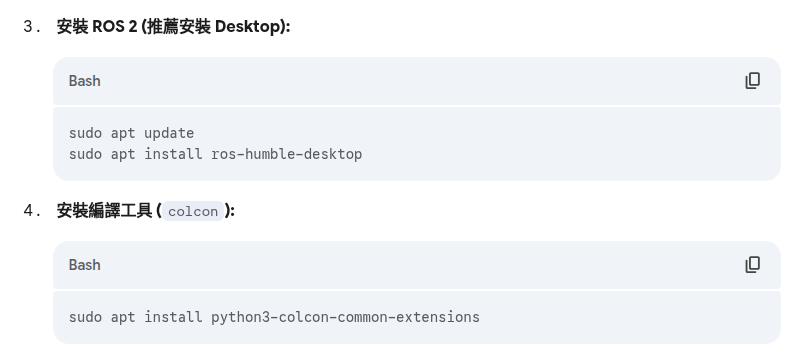 3. 安裝 ROS 2 (推薦安裝 Desktop):
Bash
sudo apt update
sudo apt install ros-humble-desktop
4. 安裝編譯工具 (colcon):
Bash
sudo apt install python3-colcon-common-extensions